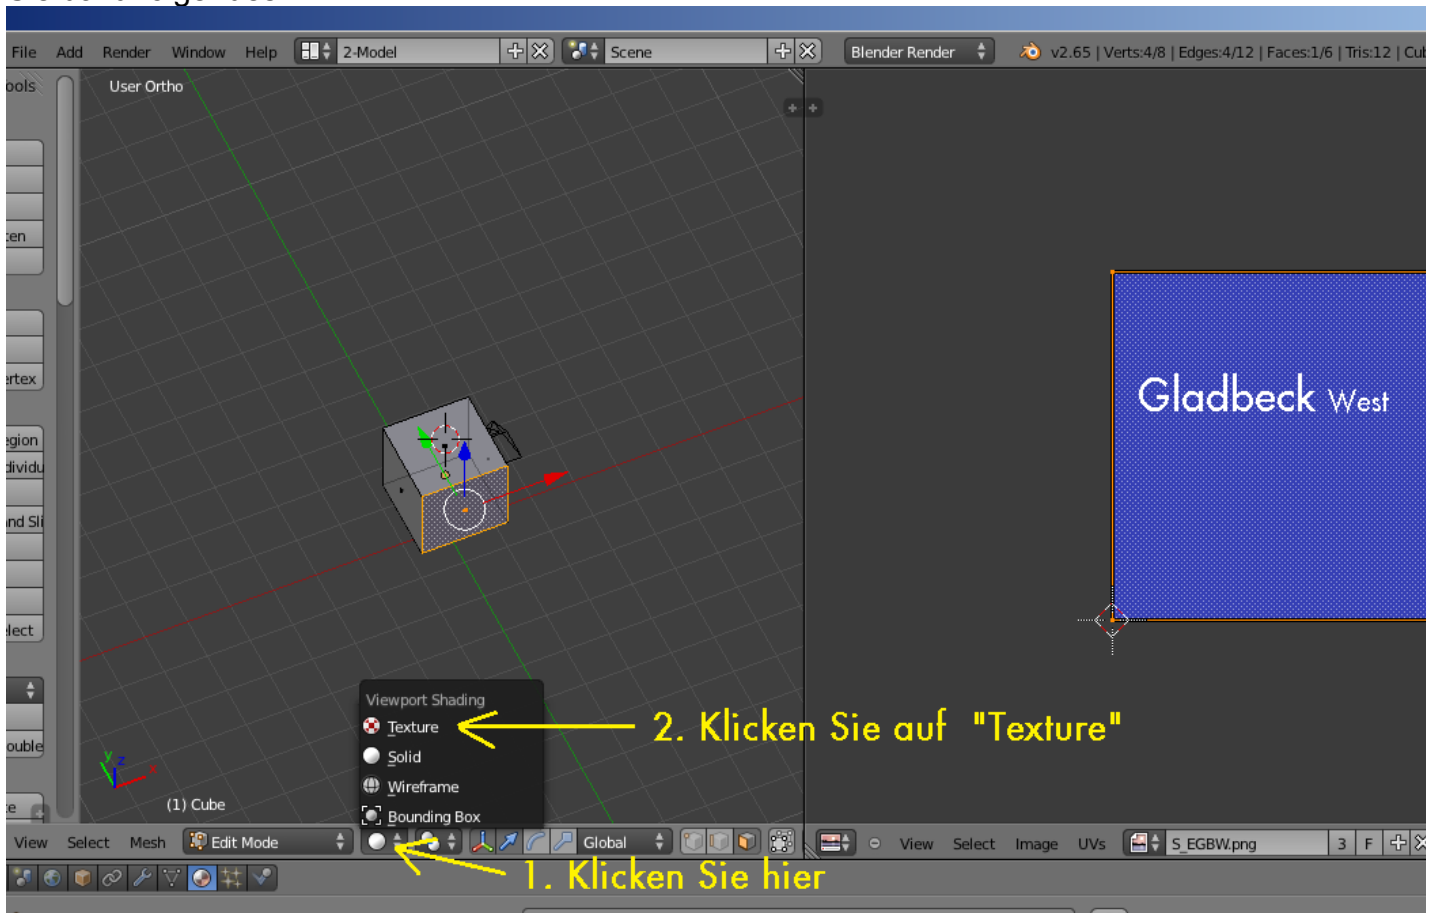 File Add Render Window Help 2-Model Scene Blender Render v2.65 | Verts:4/8 | Edges:4/12 | Faces:1/6 | Tris:12 |
User Ortho
Gladbeck West
Viewport Shading
Texture
2. Klicken Sie auf "Texture"
Solid
Wireframe
Bounding Box
y z x
(1) Cube
View Select Mesh Edit Mode Global View Select Image UVs S_EGBW.png 3 F
1. Klicken Sie hier